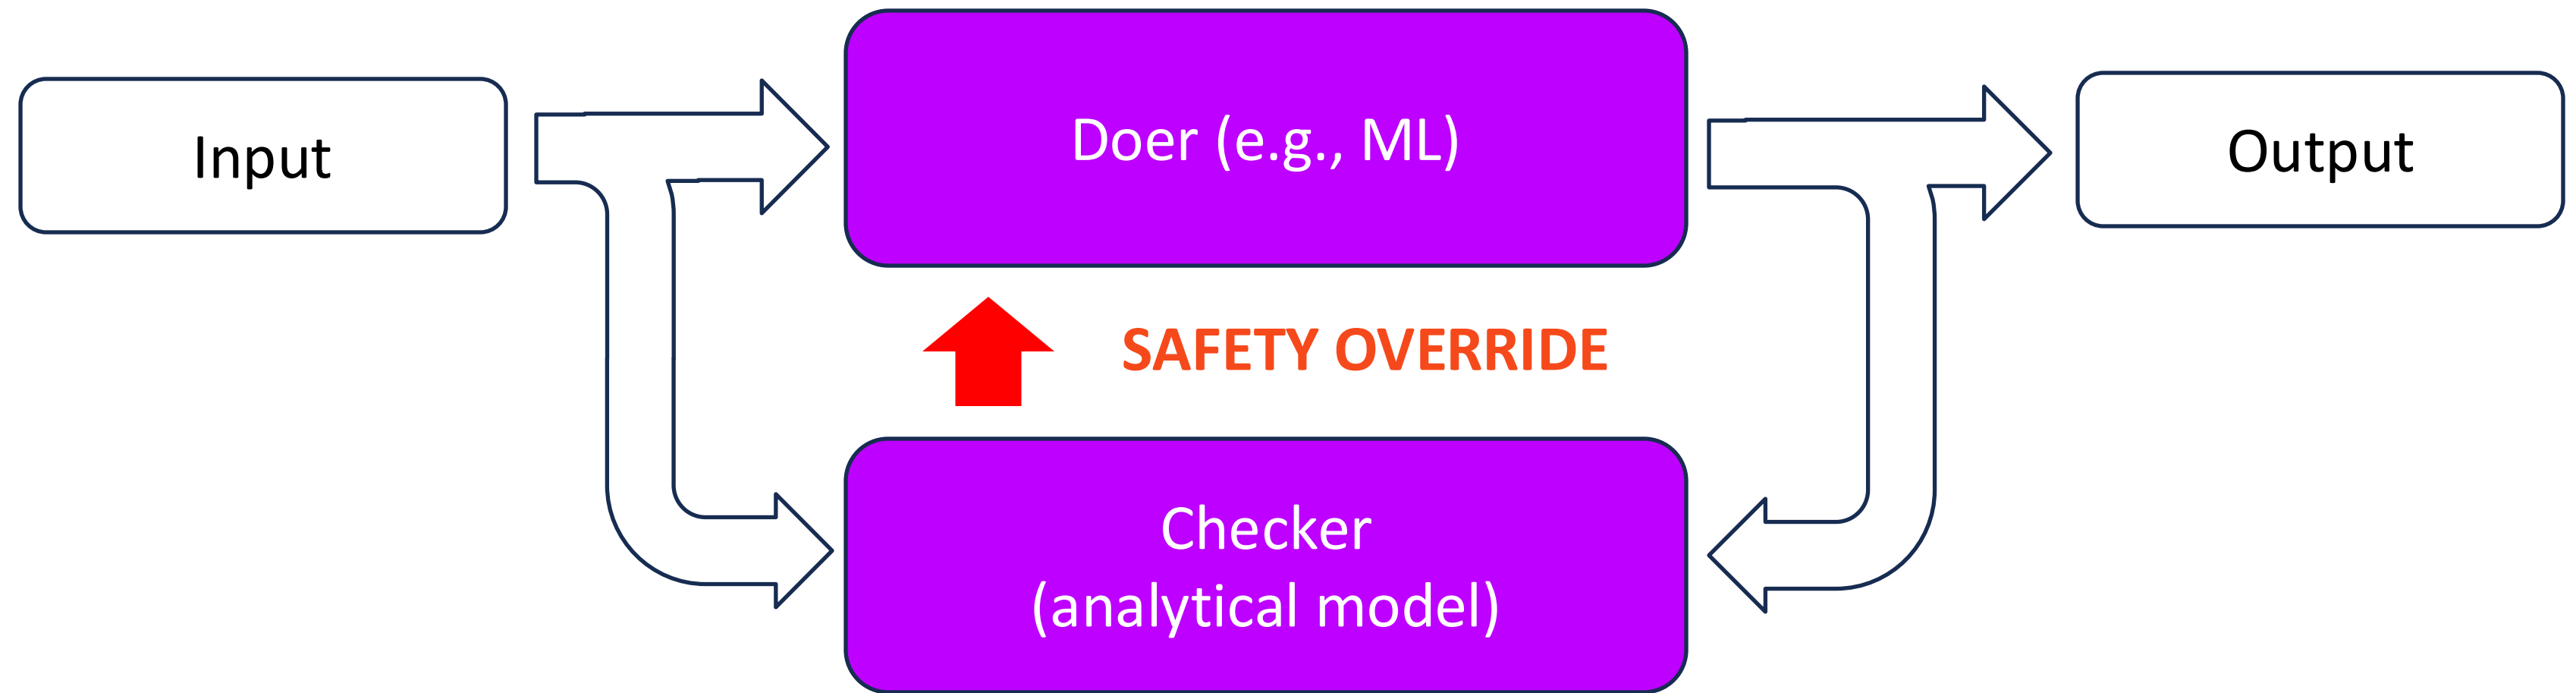 Input
Doer (e.g., ML)
Output
SAFETY OVERRIDE
Checker
(analytical model)